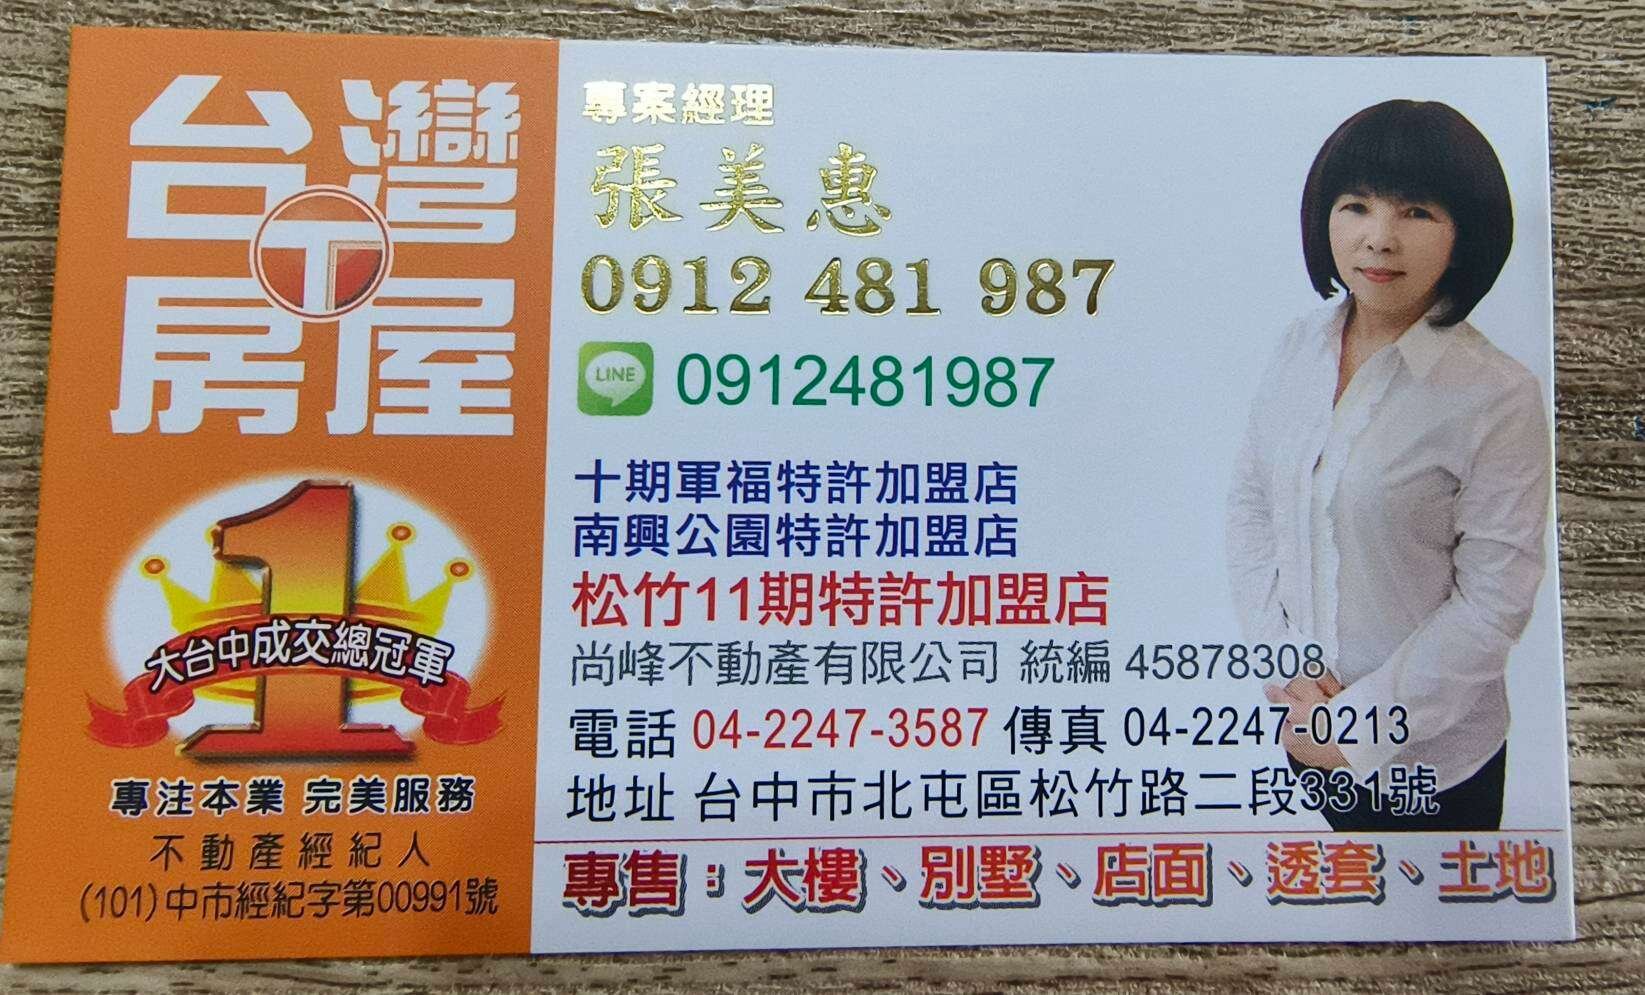 台灣
房屋
T
1
大台中成交總冠軍
專注本業 完美服務
不動產經紀人
(101)中市經紀字第00991號
專案經理
張美惠
0912 481 987
LINE 0912481987
十期軍福特許加盟店
南興公園特許加盟店
松竹11期特許加盟店
尚峰不動產有限公司 統編 45878308
電話 04-2247-3587 傳真 04-2247-0213
地址 台中市北屯區松竹路二段331號
專售：大樓、別墅、店面、透套、土地